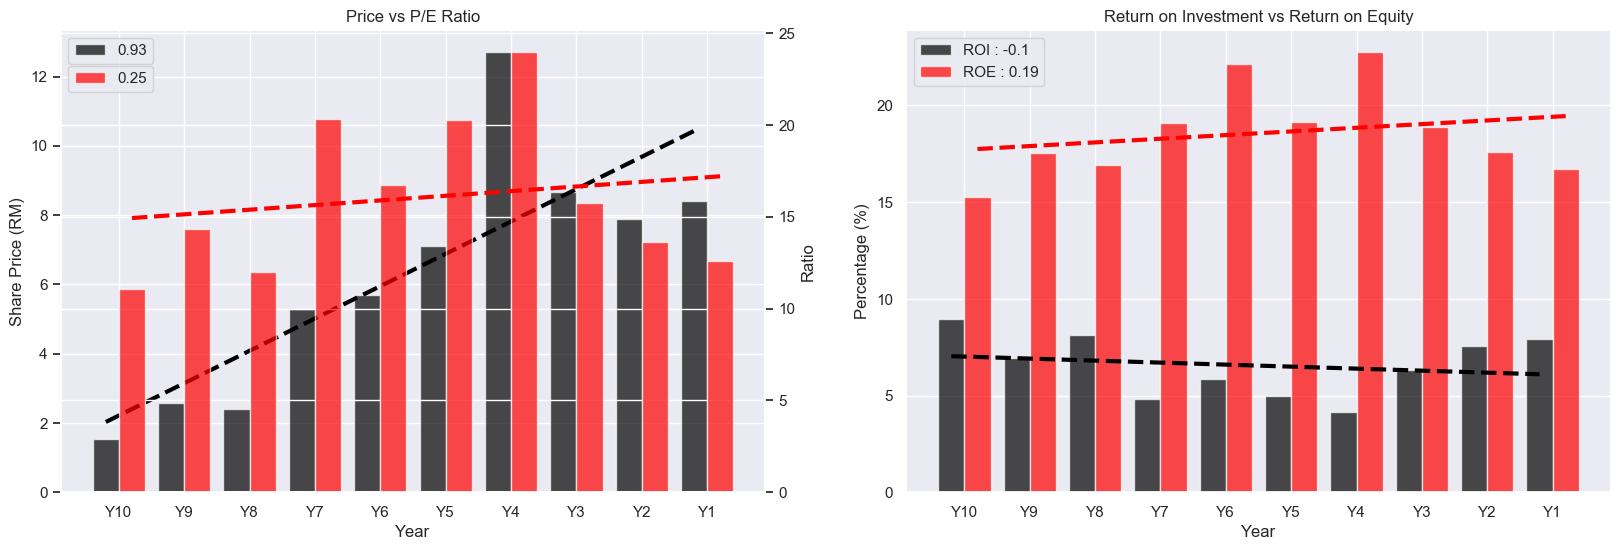 Price vs P/E Ratio
0.93
0.25
Share Price (RM)
12
10
8
6
4
2
0
25
20
15
10
5
0
Ratio
Y10 Y9 Y8 Y7 Y6 Y5 Y4 Y3 Y2 Y1
Year
Return on Investment vs Return on Equity
ROI : -0.1
ROE : 0.19
Percentage (%)
20
15
10
5
0
Y10 Y9 Y8 Y7 Y6 Y5 Y4 Y3 Y2 Y1
Year